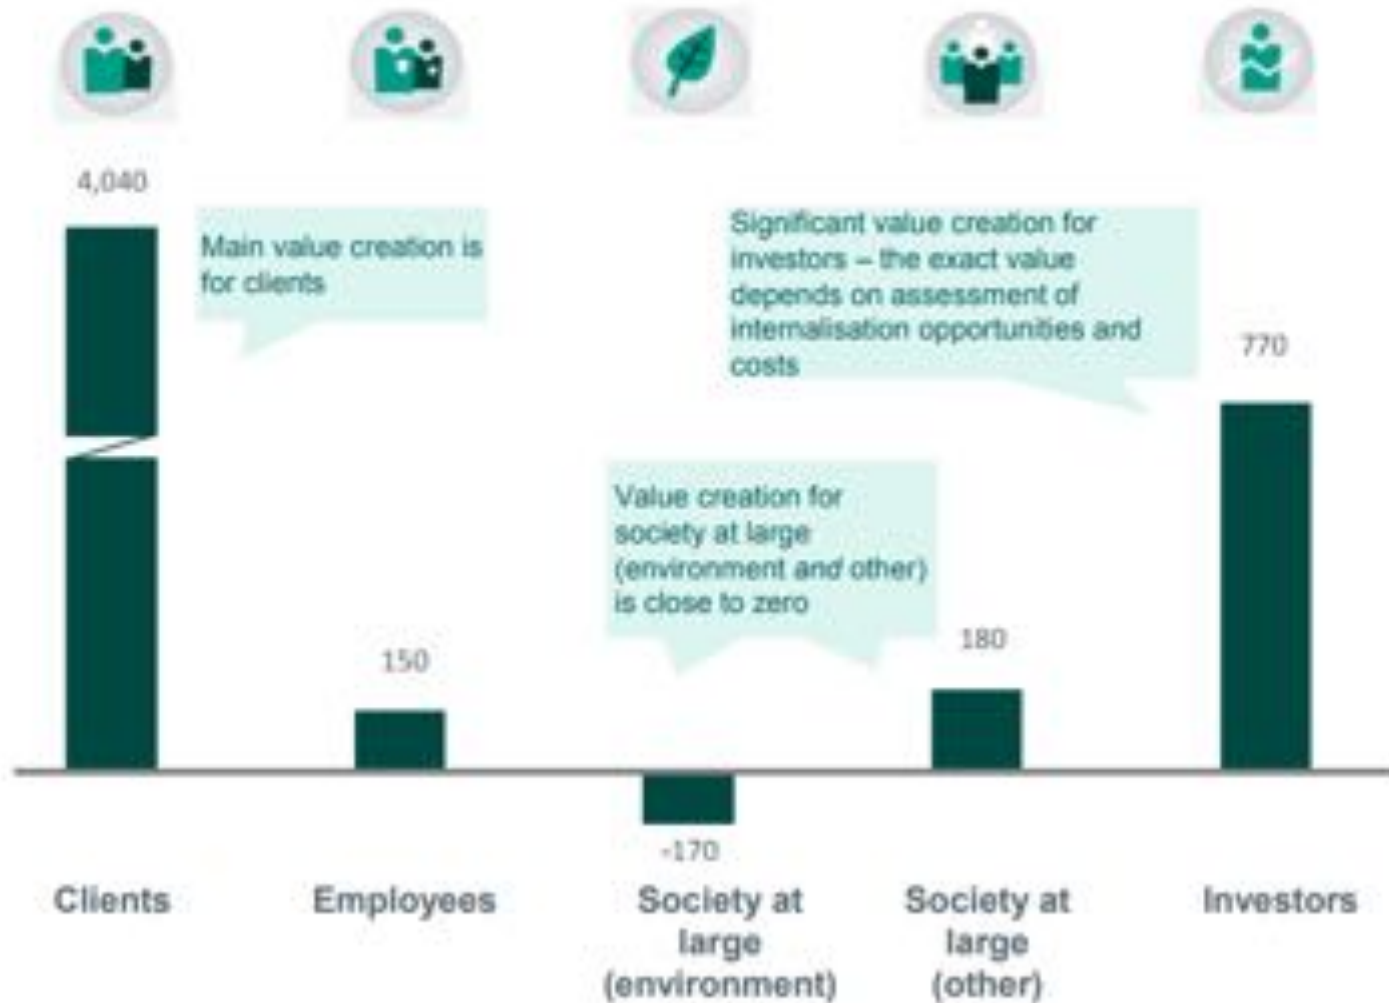 4,040
Main value creation is
for clients
Significant value creation for
investors – the exact value
depends on assessment of
internalisation opportunities and
costs
770
Value creation for
society at large
(environment and other)
is close to zero
150
180
-170
Clients
Employees
Society at
large
(environment)
Society at
large
(other)
Investors